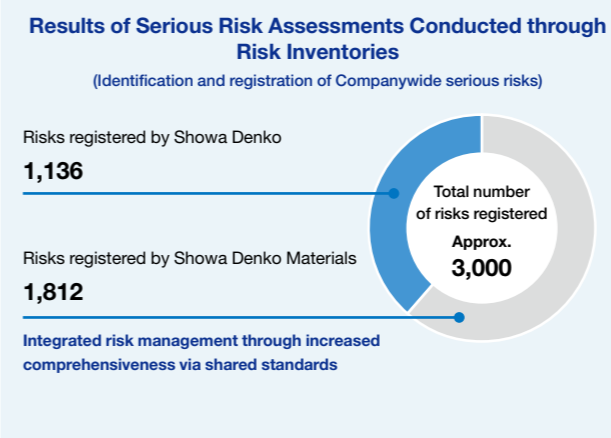 Results of Serious Risk Assessments Conducted through
Risk Inventories
(Identification and registration of Companywide serious risks)
Risks registered by Showa Denko
1,136
Total number
of risks registered
Approx.
3,000
Risks registered by Showa Denko Materials
1,812
Integrated risk management through increased
comprehensiveness via shared standards